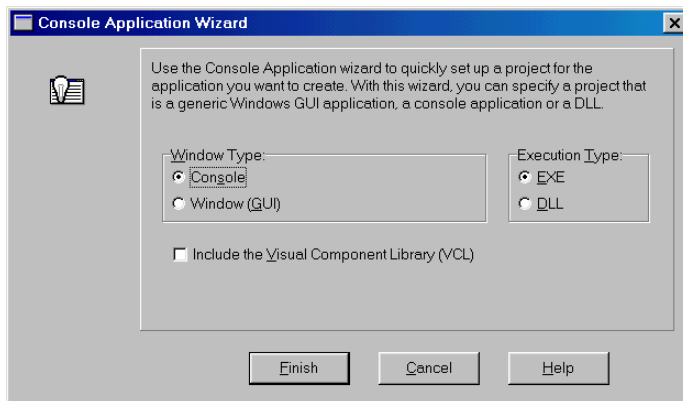 Console Application Wizard
Use the Console Application wizard to quickly set up a project for the
application you want to create. With this wizard, you can specify a project that
is a generic Windows GUI application, a console application or a DLL.
Window Type:
Console
Window (GUI)
Execution Type:
EXE
DLL
Include the Visual Component Library (VCL)
Finish
Cancel
Help